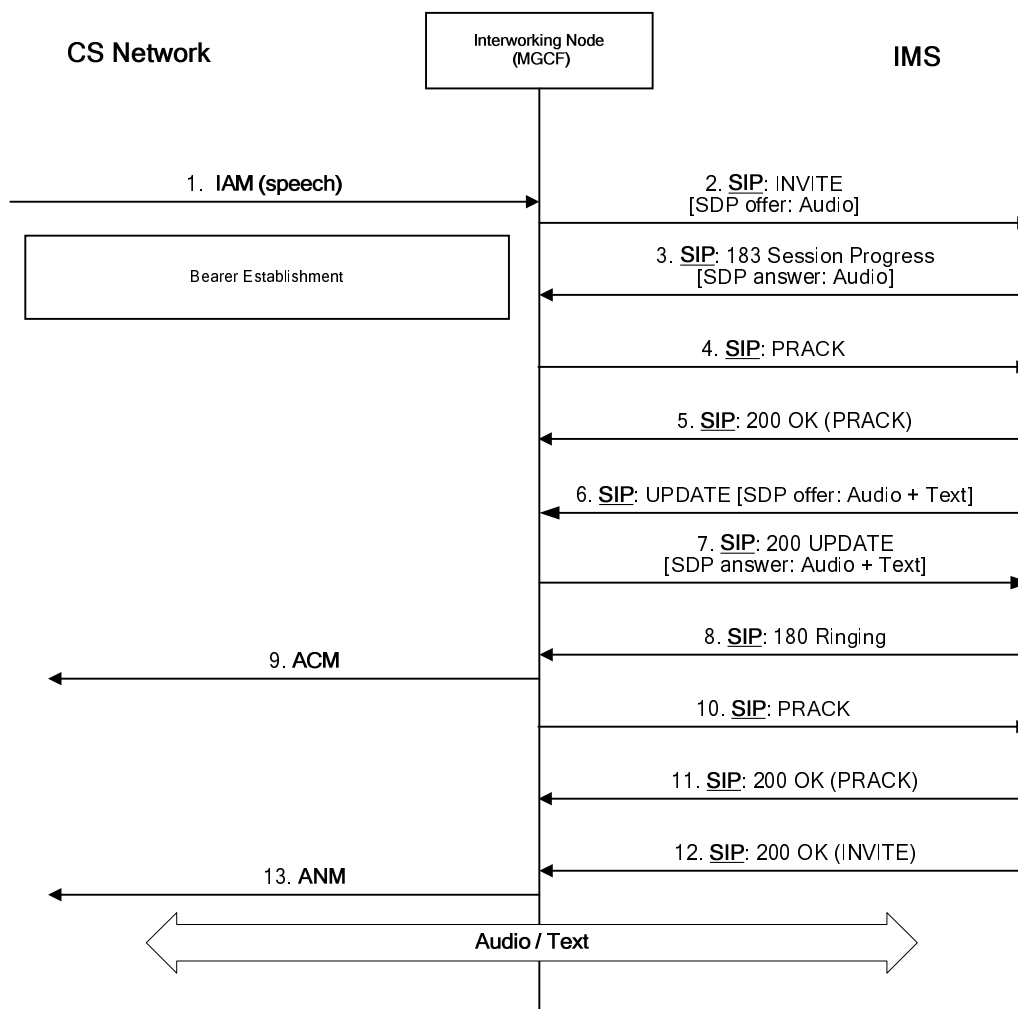 CS Network
Interworking Node
(MGCF)
IMS
1. IAM (speech)
2. SIP: INVITE
[SDP offer: Audio]
3. SIP: 183 Session Progress
[SDP answer: Audio]
Bearer Establishment
4. SIP: PRACK
5. SIP: 200 OK (PRACK)
6. SIP: UPDATE [SDP offer: Audio + Text]
7. SIP: 200 UPDATE
[SDP answer: Audio + Text]
8. SIP: 180 Ringing
9. ACM
10. SIP: PRACK
11. SIP: 200 OK (PRACK)
12. SIP: 200 OK (INVITE)
13. ANM
Audio / Text